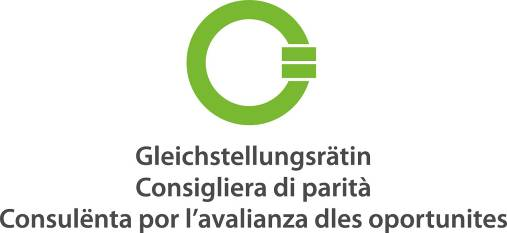 Gleichstellungsrätin
Consigliera di parità
Consulënta por l’avalianza dles oportunites